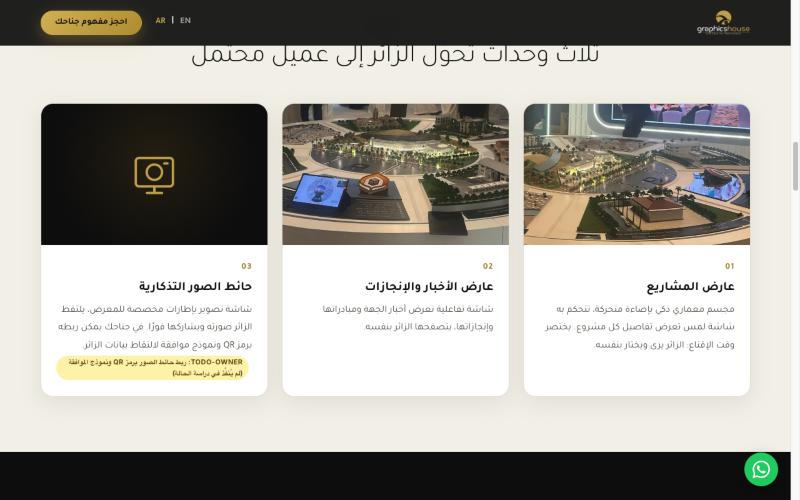 graphicshouse
AR | EN
احجز مفهوم جناحك
ثلاث وحدات تحول الزائر إلى عميل محتمل
01
عارض المشاريع
مجسم معماري ذكي بإضاءة متحركة، تتحكم به
شاشة لمس تعرض تفاصيل كل مشروع. يختصر
وقت الإقناع: الزائر يرى ويختار بنفسه.
02
عارض الأخبار والإنجازات
شاشة تفاعلية تعرض أخبار الجهة ومبادراتها
وإنجازاتها، يتصفحها الزائر بنفسه.
03
حائط الصور التذكارية
شاشة تصوير بإطارات مخصصة للمعرض، يلتقط
الزائر صورته ويشاركها فورًا. في جناحك يمكن ربطه
برمز QR ونموذج موافقة لالتقاط بيانات الزائر.
TODO-OWNER: ربط حائط الصور برمز QR ونموذج الموافقة
(لم يُنفَّذ في دراسة الحالة)